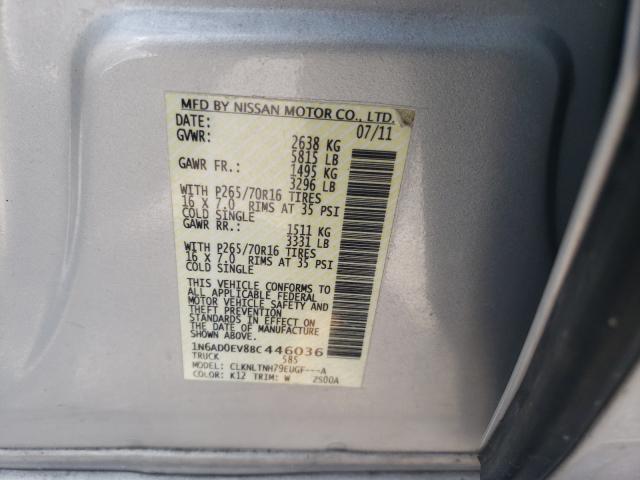 MFD BY NISSAN MOTOR CO., LTD.
DATE: 07/11
GVWR: 2638 KG
5815 LB
GAWR FR.: 1495 KG
3296 LB
WITH P265/70R16 TIRES
16 X 7.0 RIMS AT 35 PSI
COLD SINGLE
GAWR RR.: 1511 KG
3331 LB
WITH P265/70R16 TIRES
16 X 7.0 RIMS AT 35 PSI
COLD SINGLE
THIS VEHICLE CONFORMS TO
ALL APPLICABLE FEDERAL
MOTOR VEHICLE SAFETY AND
THEFT PREVENTION
STANDARDS IN EFFECT ON
THE DATE OF MANUFACTURE
SHOWN ABOVE.
1N6AD0EV8BC446036
TRUCK 585
MODEL: CLKNLTNH79EUGF---A
COLOR: K12 TRIM: W 2S00A